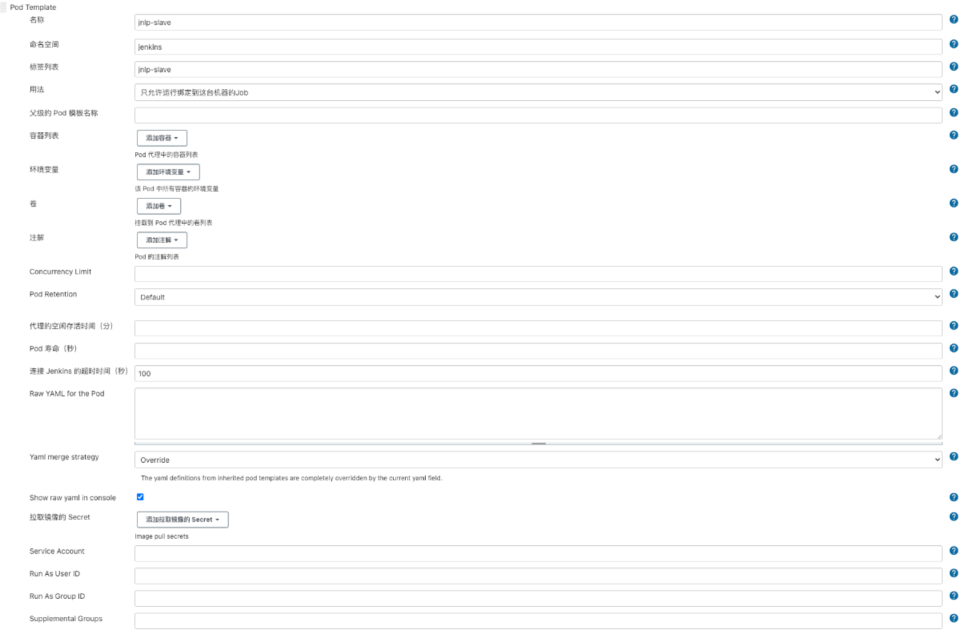 Pod Template
名称
jnlp-slave
命名空间
jenkins
标签列表
jnlp-slave
用法
只允许运行绑定到这台机器的Job
父级的 Pod 模板名称
容器列表
添加容器
Pod 代理中的容器列表
环境变量
添加环境变量
该 Pod 中所有容器的环境变量
卷
添加卷
挂载到 Pod 代理中的卷列表
注解
添加注解
Pod 的注解列表
Concurrency Limit
Pod Retention
Default
代理的空闲存活时间（分）
Pod 寿命（秒）
连接 Jenkins 的超时时间（秒）
100
Raw YAML for the Pod
Yaml merge strategy
Override
The yaml definitions from inherited pod templates are completely overridden by the current yaml field.
Show raw yaml in console
拉取镜像的 Secret
添加拉取镜像的 Secret
Image pull secrets
Service Account
Run As User ID
Run As Group ID
Supplemental Groups